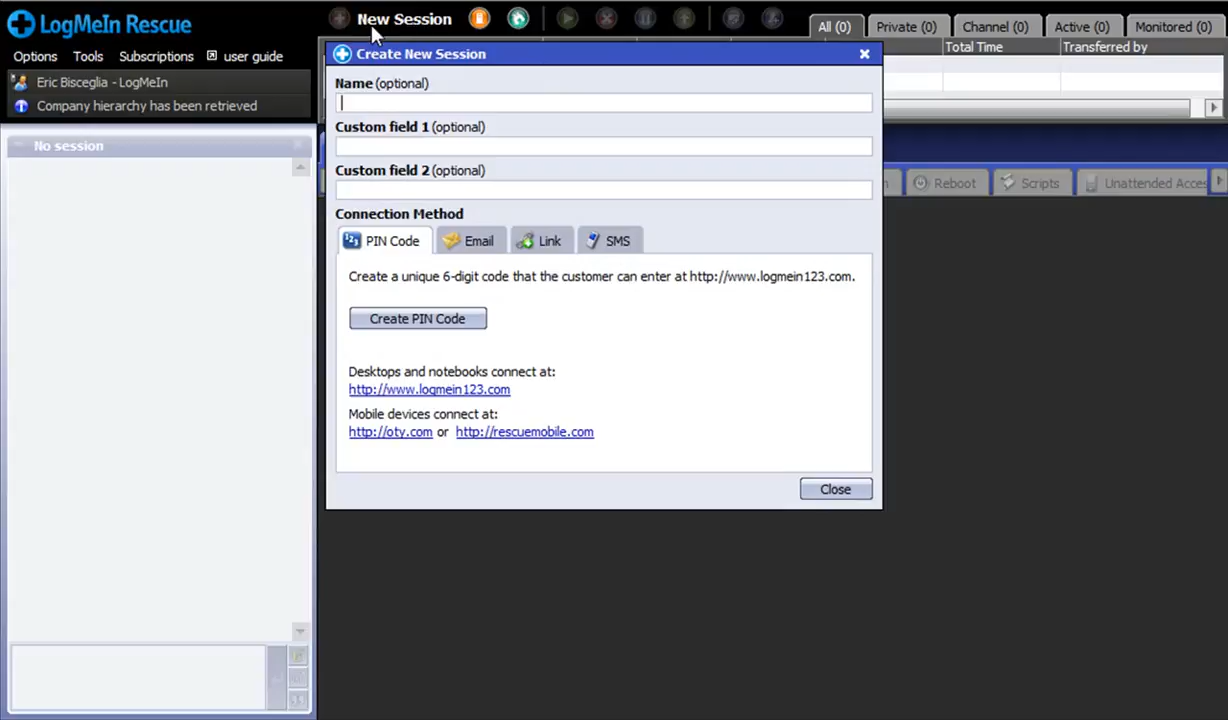 LogMeIn Rescue
New Session
All (0)
Private (0)
Channel (0)
Active (0)
Monitored (0)
Options
Tools
Subscriptions
user guide
Total Time
Transferred by
Eric Bisceglia - LogMeIn
Company hierarchy has been retrieved
No session
Create New Session
Name (optional)
Custom field 1 (optional)
Custom field 2 (optional)
Connection Method
PIN Code
Email
Link
SMS
Reboot
Scripts
Unattended Acces
Create a unique 6-digit code that the customer can enter at http://www.logmein123.com.
Create PIN Code
Desktops and notebooks connect at:
http://www.logmein123.com
Mobile devices connect at:
http://oty.com or http://rescuemobile.com
Close